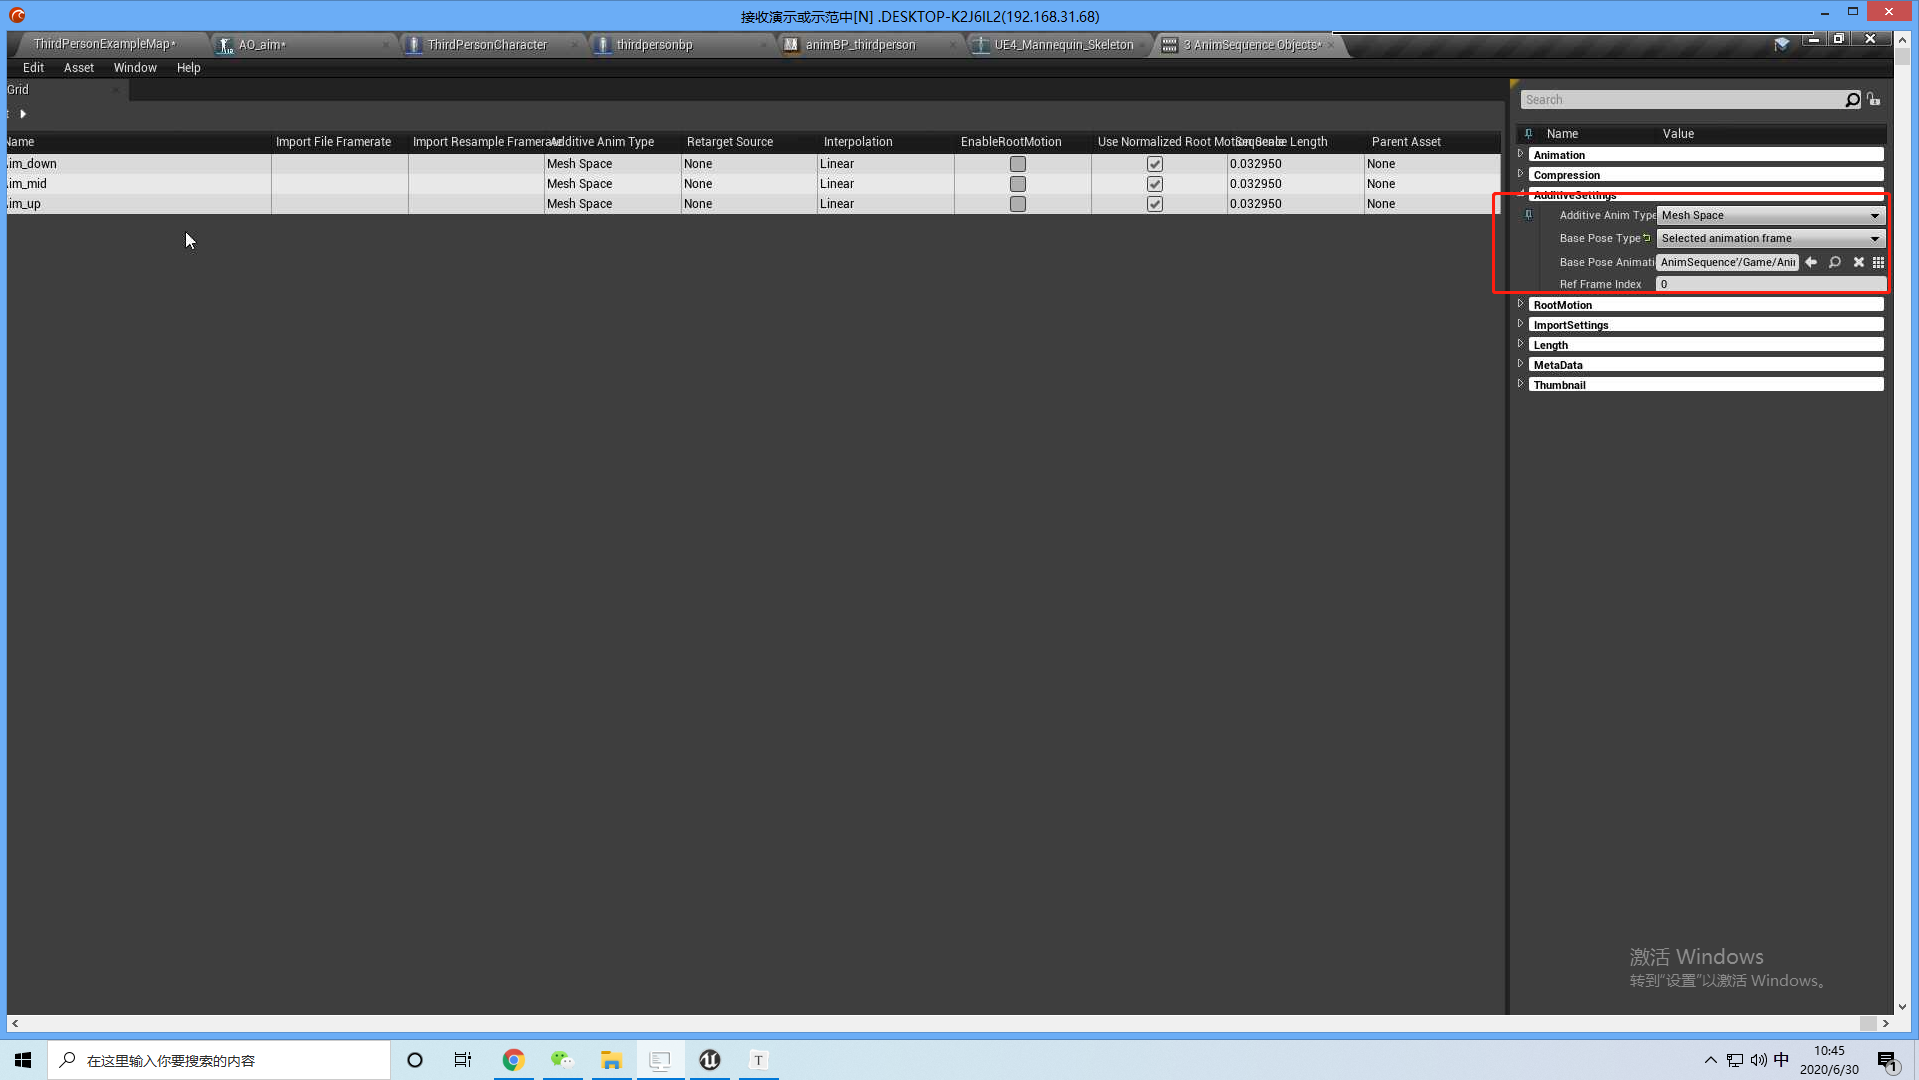 接收演示或示范中[N] .DESKTOP-K2J6IL2(192.168.31.68)
ThirdPersonExampleMap* AO_aim* ThirdPersonCharacter thirdpersonbp animBP_thirdperson UE4_Mannequin_Skeleton 3 AnimSequence Objects*
Edit Asset Window Help
Grid
Search
Name Import File Framerate Import Resample Framerate Additive Anim Type Retarget Source Interpolation EnableRootMotion Use Normalized Root Motion Scale Sequence Length Parent Asset
im_down Mesh Space None Linear 0.032950 None
im_mid Mesh Space None Linear 0.032950 None
im_up Mesh Space None Linear 0.032950 None
Name Value
Animation
Compression
AdditiveSettings
Additive Anim Type Mesh Space
Base Pose Type Selected animation frame
Base Pose Animati AnimSequence'/Game/Ani
Ref Frame Index 0
RootMotion
ImportSettings
Length
MetaData
Thumbnail
激活 Windows
转到"设置"以激活 Windows。
在这里输入你要搜索的内容
T
中
10:45
2020/6/30
1